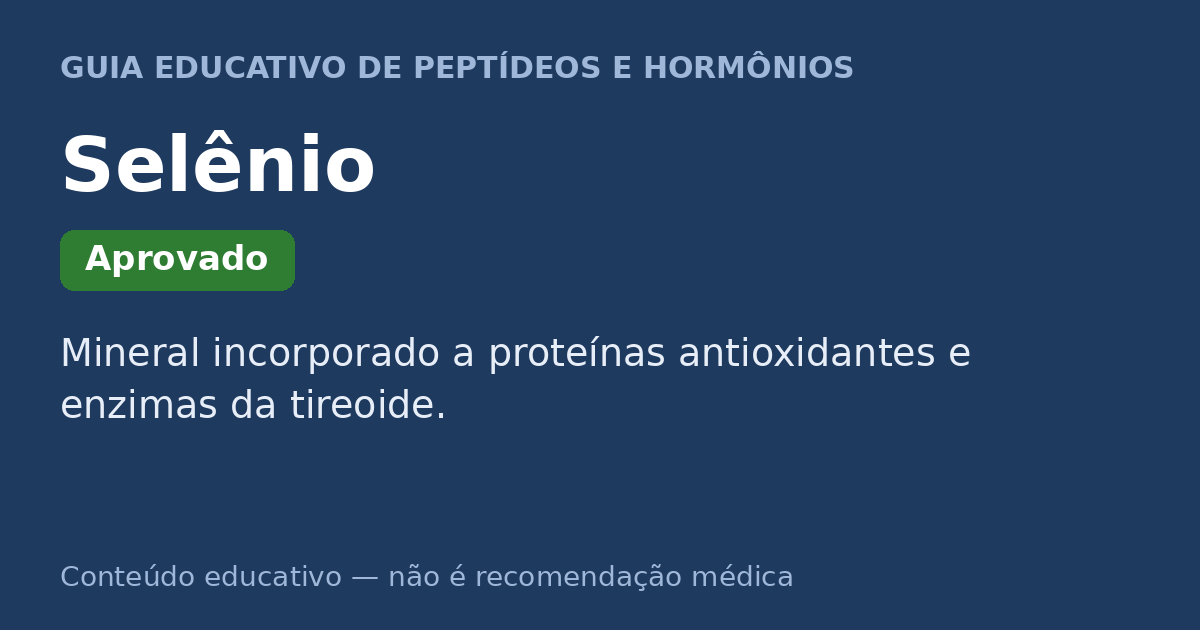 GUIA EDUCATIVO DE PEPTÍDEOS E HORMÔNIOS
Selênio
Aprovado
Mineral incorporado a proteínas antioxidantes e
enzimas da tireoide.
Conteúdo educativo — não é recomendação médica